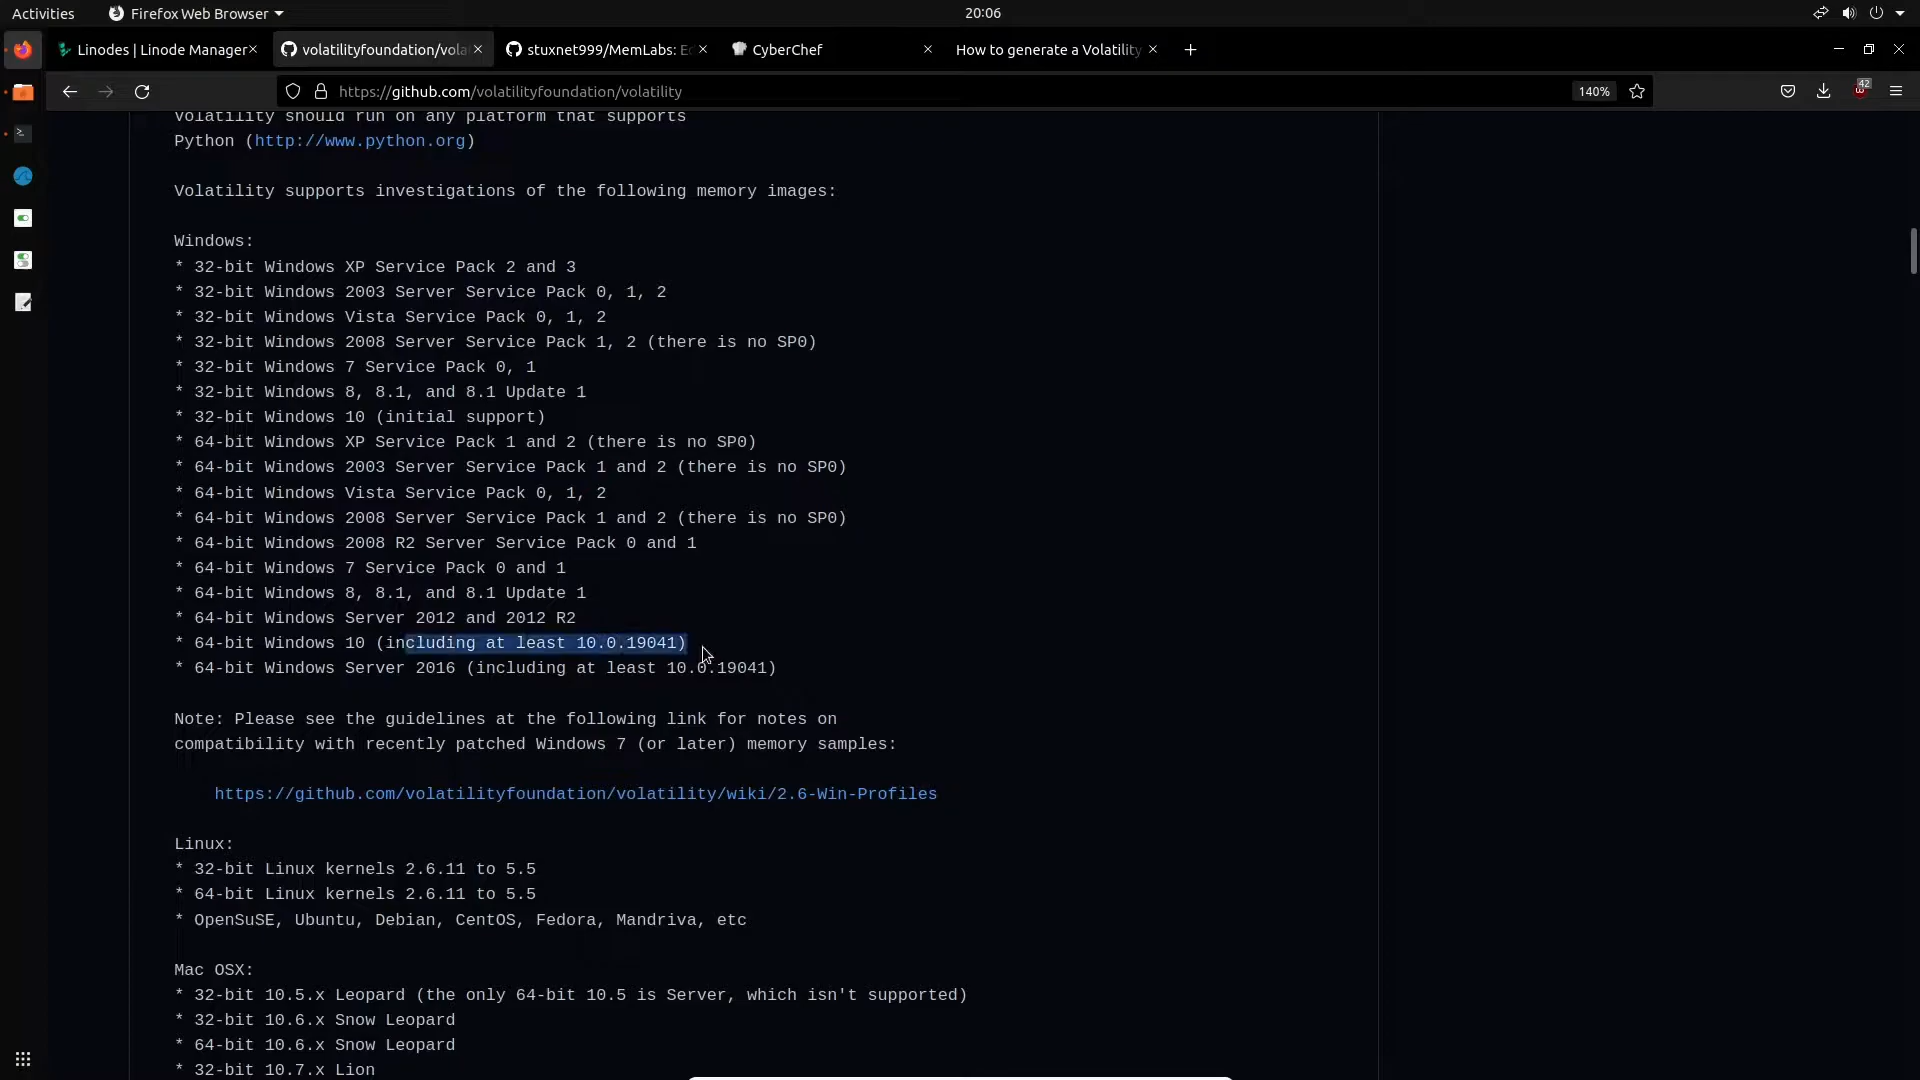 Activities
Firefox Web Browser
20:06
Linodes | Linode Manager
volatilityfoundation/vola
stuxnet999/MemLabs: Ed
CyberChef
How to generate a Volatility
https://github.com/volatilityfoundation/volatility
140%
42
Volatility should run on any platform that supports
Python (http://www.python.org)
Volatility supports investigations of the following memory images:
Windows:
* 32-bit Windows XP Service Pack 2 and 3
* 32-bit Windows 2003 Server Service Pack 0, 1, 2
* 32-bit Windows Vista Service Pack 0, 1, 2
* 32-bit Windows 2008 Server Service Pack 1, 2 (there is no SP0)
* 32-bit Windows 7 Service Pack 0, 1
* 32-bit Windows 8, 8.1, and 8.1 Update 1
* 32-bit Windows 10 (initial support)
* 64-bit Windows XP Service Pack 1 and 2 (there is no SP0)
* 64-bit Windows 2003 Server Service Pack 1 and 2 (there is no SP0)
* 64-bit Windows Vista Service Pack 0, 1, 2
* 64-bit Windows 2008 Server Service Pack 1 and 2 (there is no SP0)
* 64-bit Windows 2008 R2 Server Service Pack 0 and 1
* 64-bit Windows 7 Service Pack 0 and 1
* 64-bit Windows 8, 8.1, and 8.1 Update 1
* 64-bit Windows Server 2012 and 2012 R2
* 64-bit Windows 10 (including at least 10.0.19041)
* 64-bit Windows Server 2016 (including at least 10.0.19041)
Note: Please see the guidelines at the following link for notes on
compatibility with recently patched Windows 7 (or later) memory samples:
https://github.com/volatilityfoundation/volatility/wiki/2.6-Win-Profiles
Linux:
* 32-bit Linux kernels 2.6.11 to 5.5
* 64-bit Linux kernels 2.6.11 to 5.5
* OpenSuSE, Ubuntu, Debian, CentOS, Fedora, Mandriva, etc
Mac OSX:
* 32-bit 10.5.x Leopard (the only 64-bit 10.5 is Server, which isn't supported)
* 32-bit 10.6.x Snow Leopard
* 64-bit 10.6.x Snow Leopard
* 32-bit 10.7.x Lion